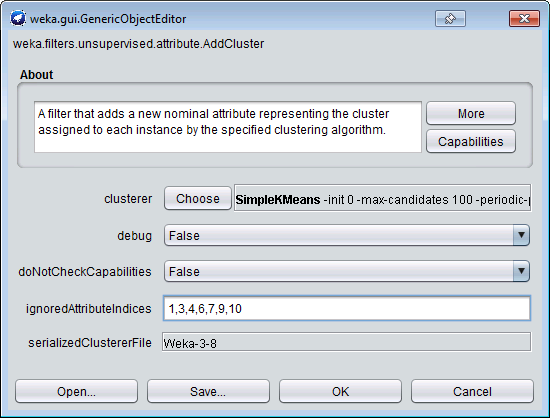 weka.gui.GenericObjectEditor
weka.filters.unsupervised.attribute.AddCluster
About
A filter that adds a new nominal attribute representing the cluster
assigned to each instance by the specified clustering algorithm.
More
Capabilities
clusterer Choose SimpleKMeans -init 0 -max-candidates 100 -periodic-
debug False
doNotCheckCapabilities False
ignoredAttributeIndices 1,3,4,6,7,9,10
serializedClustererFile Weka-3-8
Open... Save... OK Cancel